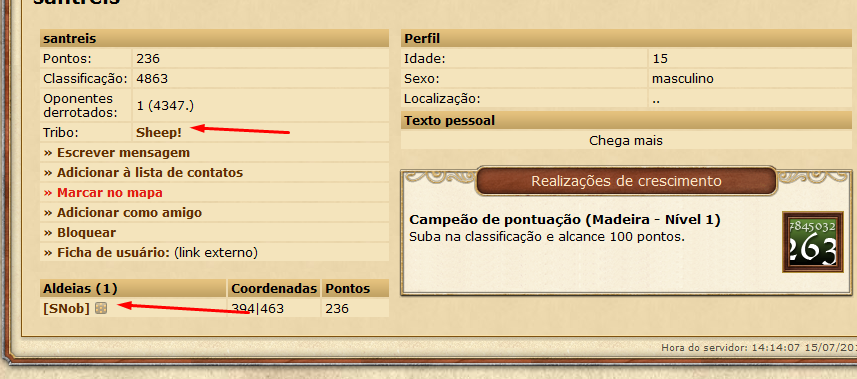 santreis
santreis
Pontos: 236
Classificação: 4863
Oponentes
derrotados: 1 (4347.)
Tribo: Sheep!
» Escrever mensagem
» Adicionar à lista de contatos
» Marcar no mapa
» Adicionar como amigo
» Bloquear
» Ficha de usuário: (link externo)
Aldeias (1) Coordenadas Pontos
[SNob] 394|463 236
Perfil
Idade: 15
Sexo: masculino
Localização: ..
Texto pessoal
Chega mais
Realizações de crescimento
Campeão de pontuação (Madeira - Nível 1)
Suba na classificação e alcance 100 pontos.
7845032
263
Hora do servidor: 14:14:07 15/07/20